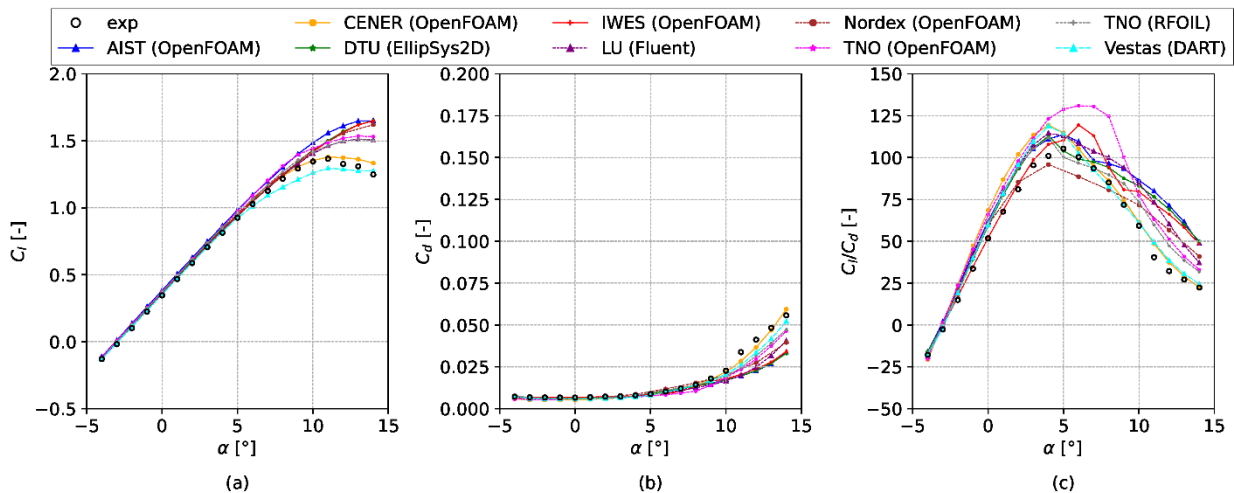 exp CENER (OpenFOAM) IWES (OpenFOAM) Nordex (OpenFOAM) TNO (RFOIL)
AIST (OpenFOAM) DTU (EllipSys2D) LU (Fluent) TNO (OpenFOAM) Vestas (DART)
C_l [-]
2.0
1.5
1.0
0.5
0.0
−0.5
−5 0 5 10 15
α [°]
(a)
C_d [-]
0.200
0.175
0.150
0.125
0.100
0.075
0.050
0.025
0.000
−5 0 5 10 15
α [°]
(b)
C_l/C_d [-]
150
125
100
75
50
25
0
−25
−50
−5 0 5 10 15
α [°]
(c)